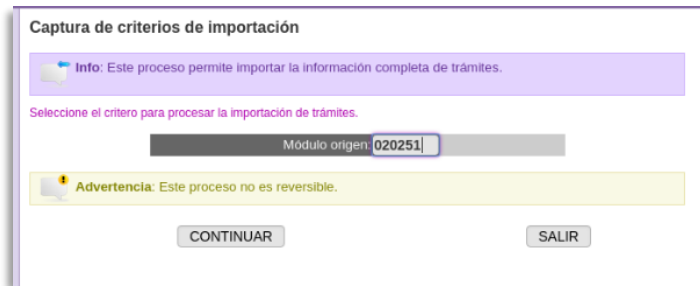 Captura de criterios de importación
Info: Este proceso permite importar la información completa de trámites.
Seleccione el critero para procesar la importación de trámites.
Módulo origen: 020251
Advertencia: Este proceso no es reversible.
CONTINUAR SALIR